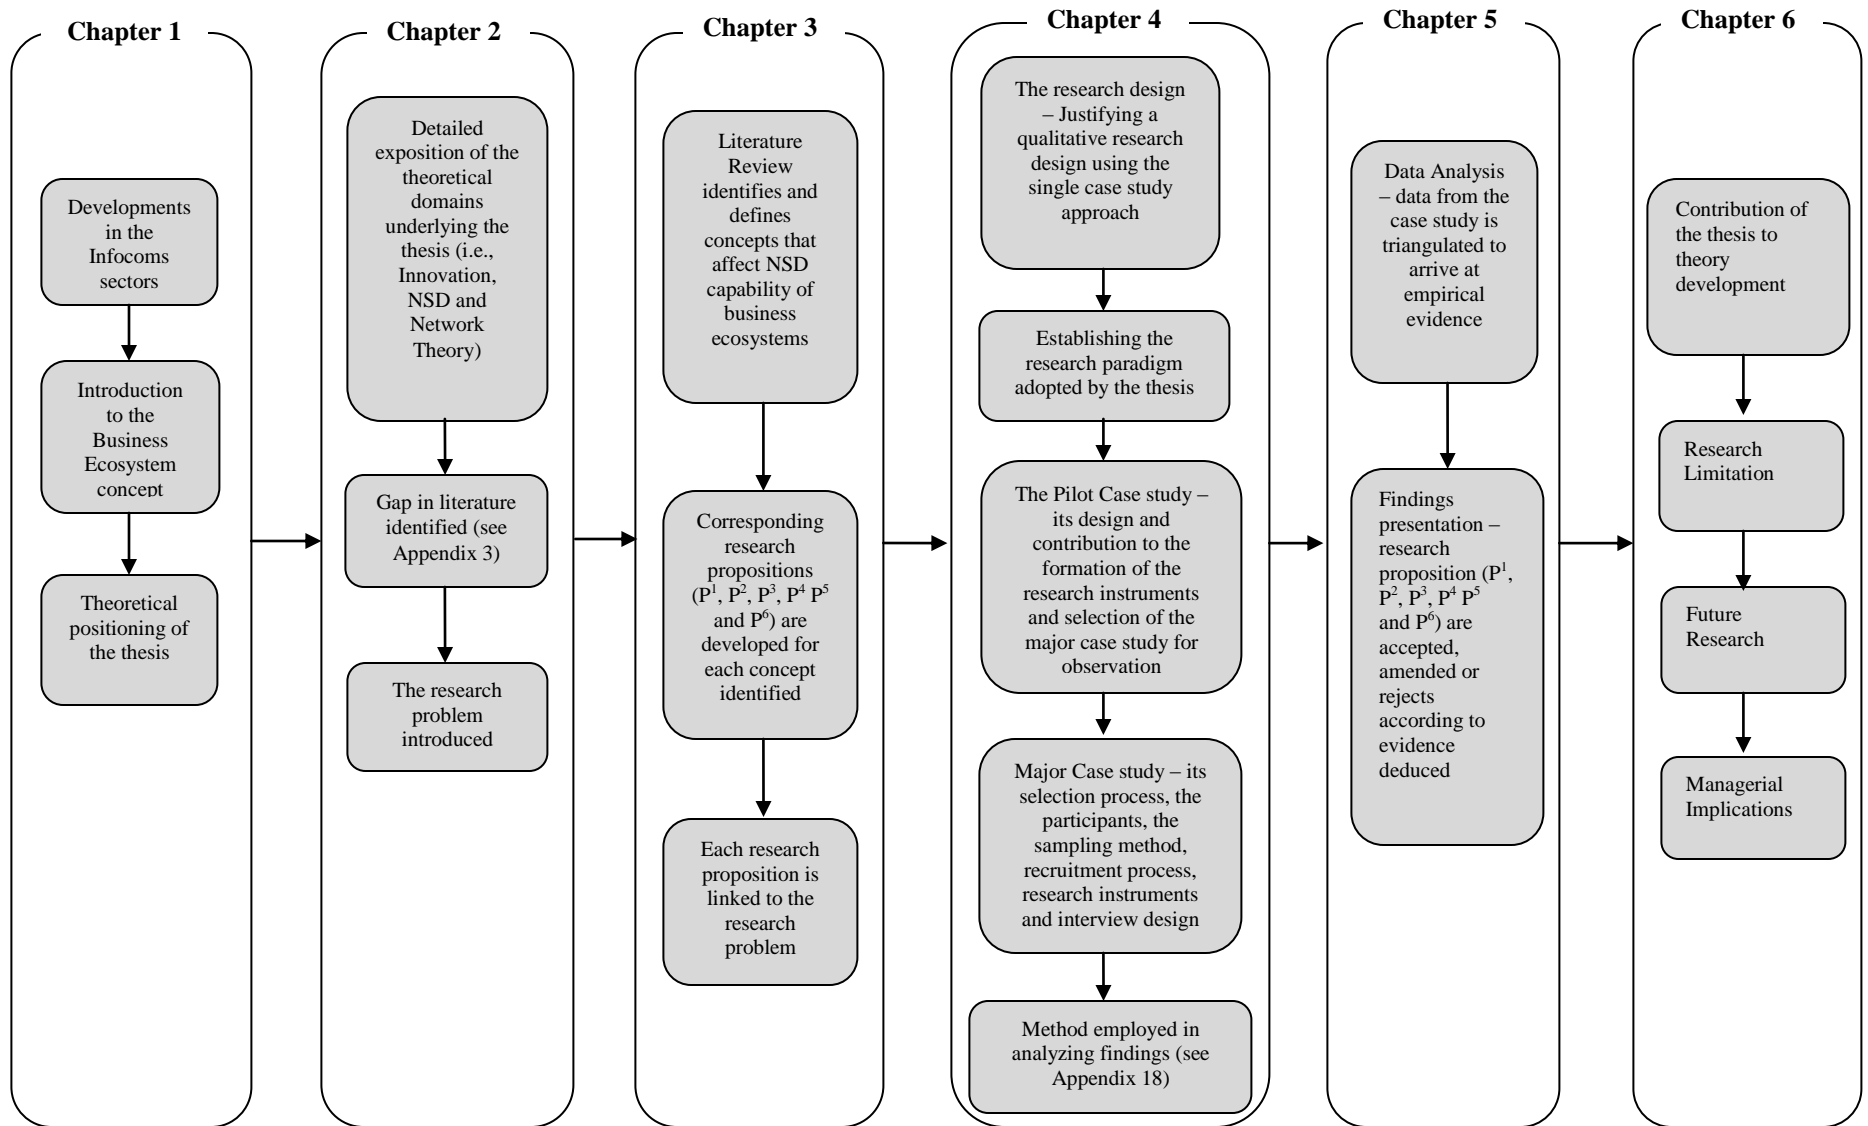 Chapter 1
Developments
in the
Infocoms
sectors
Introduction
to the
Business
Ecosystem
concept
Theoretical
positioning of
the thesis
Chapter 2
Detailed
exposition of the
theoretical
domains
underlying the
thesis (i.e.,
Innovation,
NSD and
Network
Theory)
Gap in literature
identified (see
Appendix 3)
The research
problem
introduced
Chapter 3
Literature
Review
identifies and
defines
concepts that
affect NSD
capability of
business
ecosystems
Corresponding
research
propositions
(P¹, P², P³, P⁴ P⁵
and P⁶) are
developed for
each concept
identified
Each research
proposition is
linked to the
research
problem
Chapter 4
The research design
– Justifying a
qualitative research
design using the
single case study
approach
Establishing the
research paradigm
adopted by the thesis
The Pilot Case study –
its design and
contribution to the
formation of the
research instruments
and selection of the
major case study for
observation
Major Case study – its
selection process, the
participants, the
sampling method,
recruitment process,
research instruments
and interview design
Method employed in
analyzing findings (see
Appendix 18)
Chapter 5
Data Analysis
– data from the
case study is
triangulated to
arrive at
empirical
evidence
Findings
presentation –
research
proposition (P¹,
P², P³, P⁴ P⁵
and P⁶) are
accepted,
amended or
rejects
according to
evidence
deduced
Chapter 6
Contribution of
the thesis to
theory
development
Research
Limitation
Future
Research
Managerial
Implications